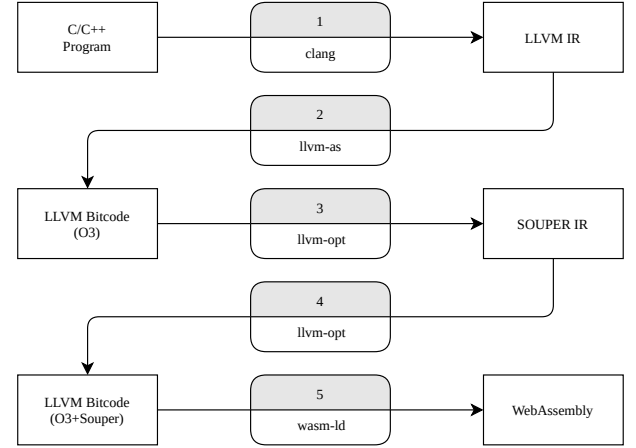 C/C++
Program
1
clang
LLVM IR
2
llvm-as
LLVM Bitcode
(O3)
3
llvm-opt
SOUPER IR
4
llvm-opt
LLVM Bitcode
(O3+Souper)
5
wasm-ld
WebAssembly